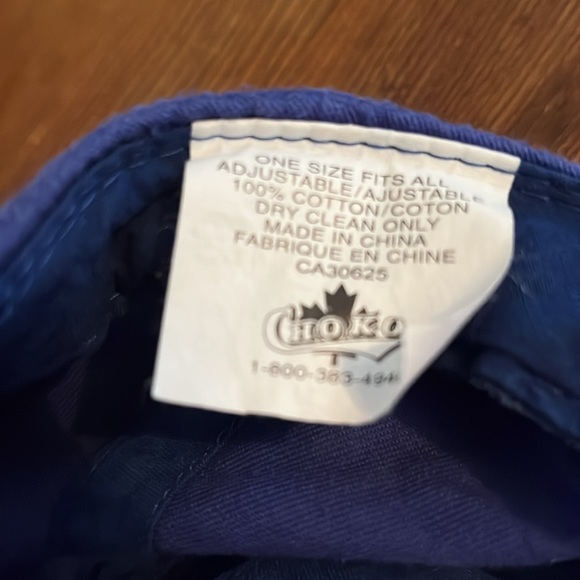 ONE SIZE FITS ALL
ADJUSTABLE/AJUSTABLE
100% COTTON/COTON
DRY CLEAN ONLY
MADE IN CHINA
FABRIQUE EN CHINE
CA30625
CHOKO